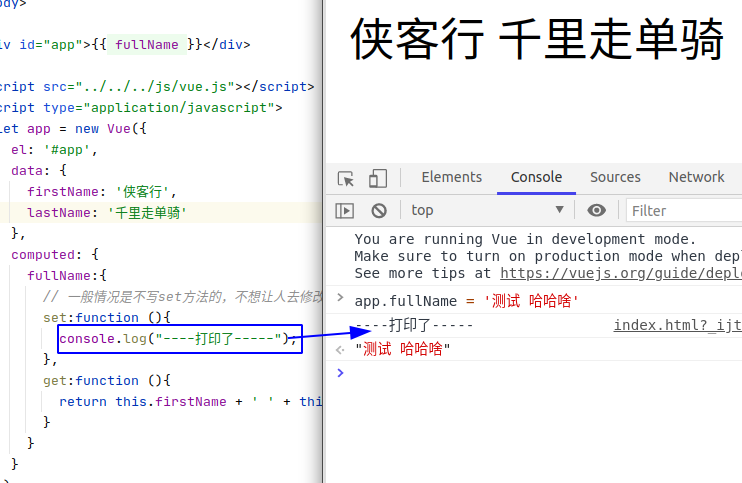 body>
iv id="app">{{ fullName }}</div>
cript src="../../../js/vue.js"></script>
cript type="application/javascript">
let app = new Vue({
el: '#app',
data: {
firstName: '侠客行',
lastName: '千里走单骑'
},
computed: {
fullName:{
// 一般情况是不写set方法的，不想让人去修改
set:function (){
console.log("----打印了-----");
},
get:function (){
return this.firstName + ' ' + thi
}
}
}
侠客行 千里走单骑
Elements Console Sources Network
top Filter
You are running Vue in development mode.
Make sure to turn on production mode when depl
See more tips at https://vuejs.org/guide/deplo
> app.fullName = '测试 哈哈啥'
----打印了----- index.html?_ijt
"测试 哈哈啥"
>